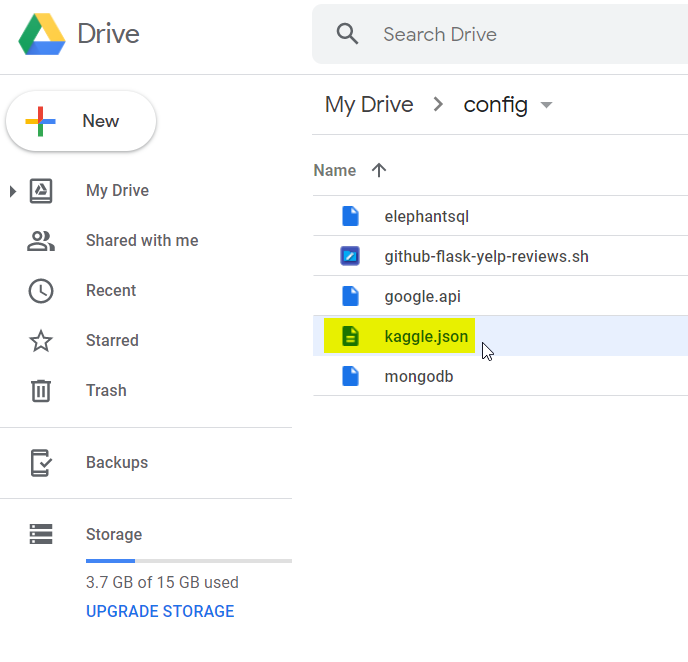 Drive
Search Drive
New
My Drive
Shared with me
Recent
Starred
Trash
Backups
Storage
3.7 GB of 15 GB used
UPGRADE STORAGE
My Drive > config
Name
elephantsql
github-flask-yelp-reviews.sh
google.api
kaggle.json
mongodb